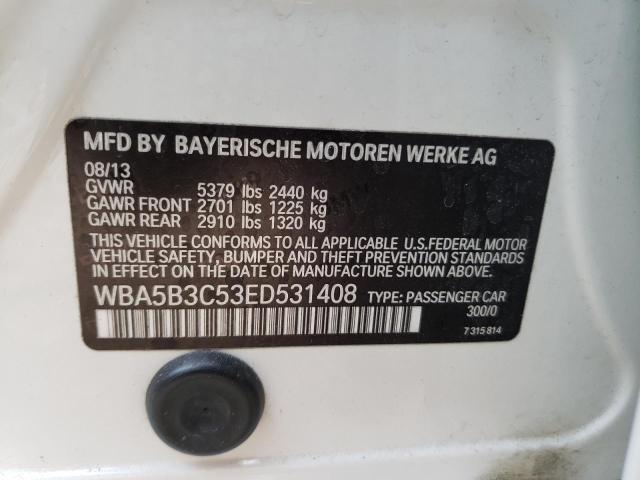 MFD BY BAYERISCHE MOTOREN WERKE AG
08/13
GVWR 5379 lbs 2440 kg
GAWR FRONT 2701 lbs 1225 kg
GAWR REAR 2910 lbs 1320 kg
THIS VEHICLE CONFORMS TO ALL APPLICABLE U.S.FEDERAL MOTOR
VEHICLE SAFETY, BUMPER AND THEFT PREVENTION STANDARDS
IN EFFECT ON THE DATE OF MANUFACTURE SHOWN ABOVE.
WBA5B3C53ED531408 TYPE: PASSENGER CAR
300/0
7 315 814